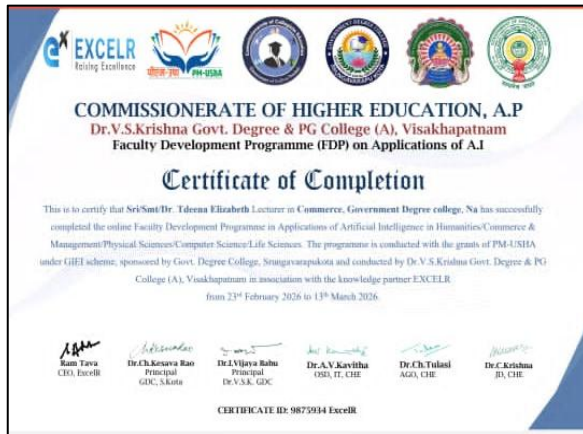 EXCELR
Raising Excellence
पीएम-उषा PM-USHA
COMMISSIONERATE OF HIGHER EDUCATION, A.P
Dr.V.S.Krishna Govt. Degree & PG College (A), Visakhapatnam
Faculty Development Programme (FDP) on Applications of A.I
Certificate of Completion
This is to certify that Sri/Smt/Dr. Tdeena Elizabeth Lecturer in Commerce, Government Degree college, Na has successfully
completed the online Faculty Development Programme in Applications of Artificial Intelligence in Humanities/Commerce &
Management/Physical Sciences/Computer Science/Life Sciences. The programme is conducted with the grants of PM-USHA
under GIEI scheme, sponsored by Govt. Degree College, Srungavarapukota and conducted by Dr.V.S.Krishna Govt. Degree & PG
College (A), Visakhapatnam in association with the knowledge partner EXCELR
from 23rd February 2026 to 13th March 2026.
Ram Tava Dr.Ch.Kesava Rao Dr.I.Vijaya Babu Dr.A.V.Kavitha Dr.Ch.Tulasi Dr.C.Krishna
CEO, ExcelR Principal Principal OSD, IT, CHE AGO, CHE JD, CHE
GDC, S.Kota Dr.V.S.K. GDC
CERTIFICATE ID: 9875934 ExcelR